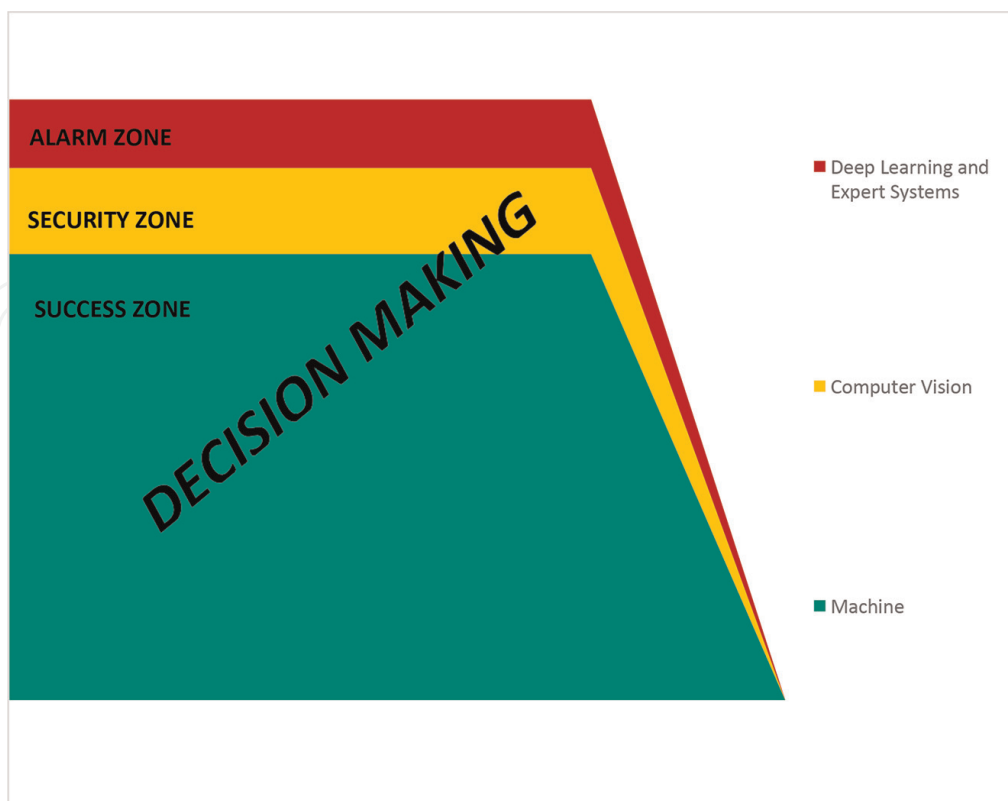 ALARM ZONE
SECURITY ZONE
SUCCESS ZONE
DECISION MAKING
Deep Learning and
Expert Systems
Computer Vision
Machine